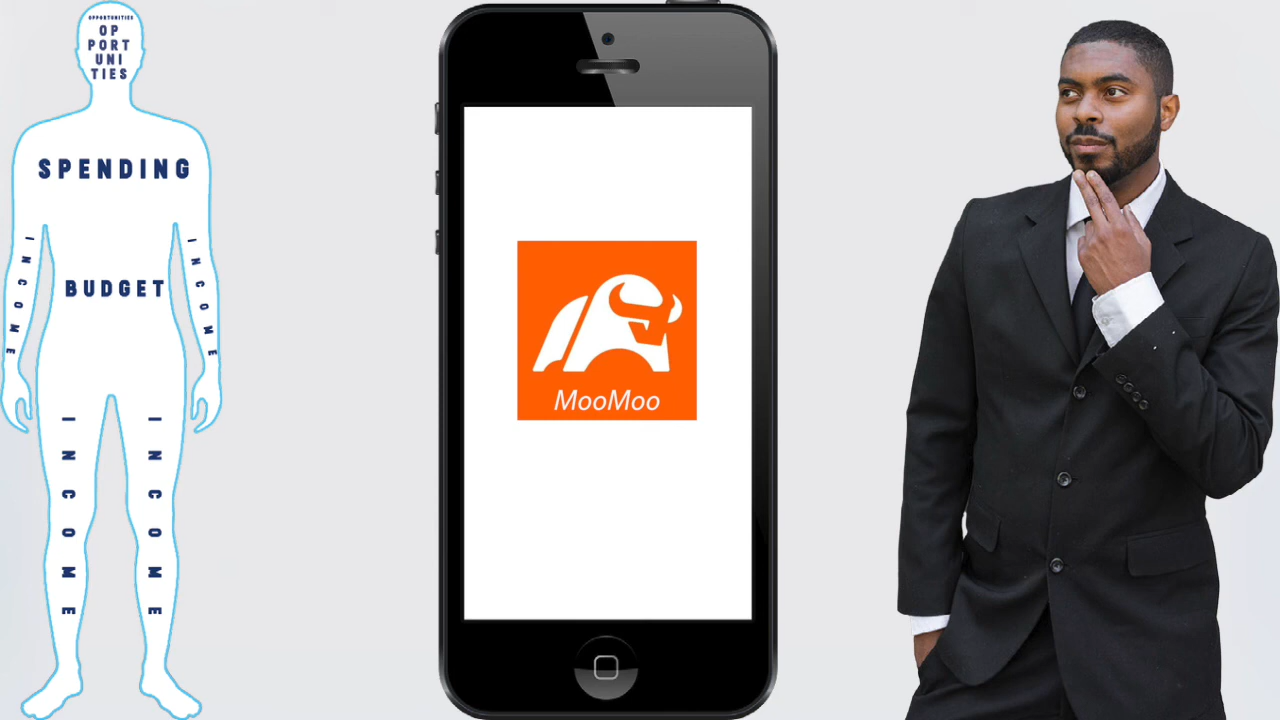 OPPORTUNITIES
OP
PORT
UNI
TIES
SPENDING
INCOME
INCOME
BUDGET
INCOME
INCOME
MooMoo